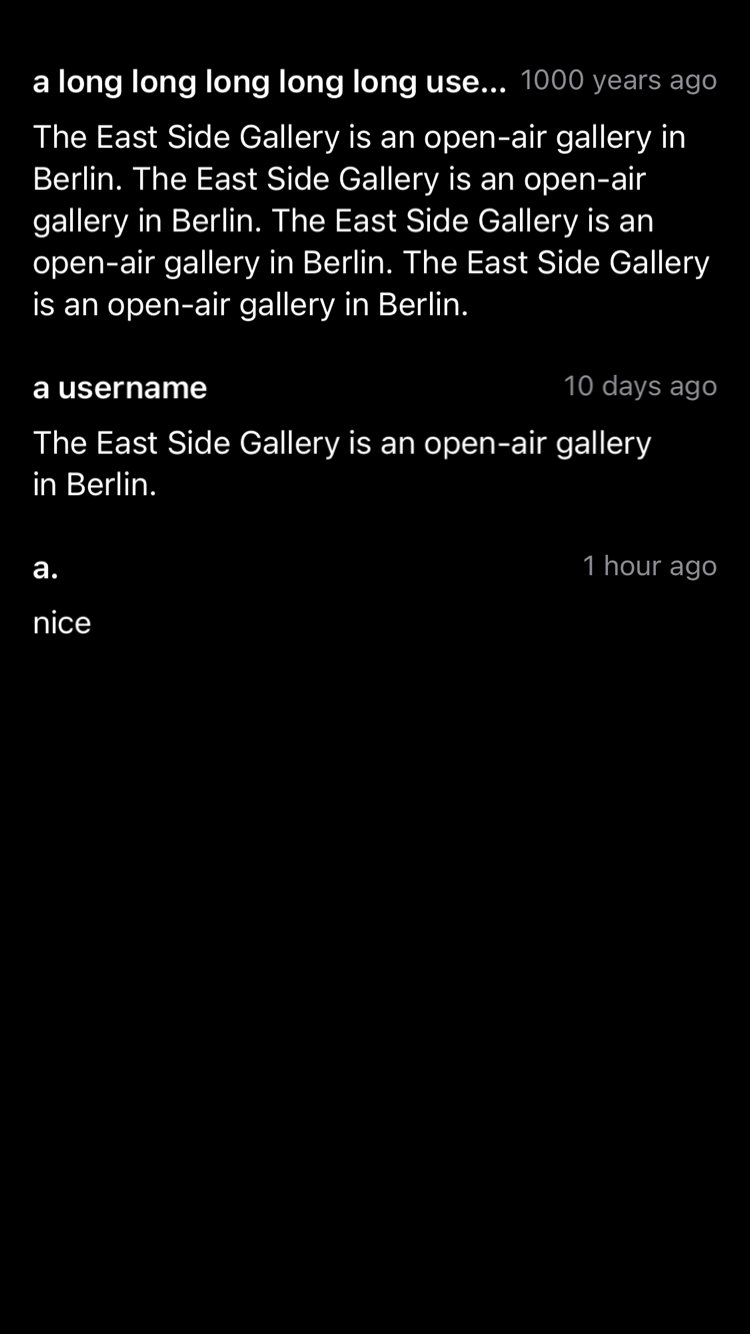 a long long long long long use... 1000 years ago
The East Side Gallery is an open-air gallery in
Berlin. The East Side Gallery is an open-air
gallery in Berlin. The East Side Gallery is an
open-air gallery in Berlin. The East Side Gallery
is an open-air gallery in Berlin.
a username 10 days ago
The East Side Gallery is an open-air gallery
in Berlin.
a. 1 hour ago
nice